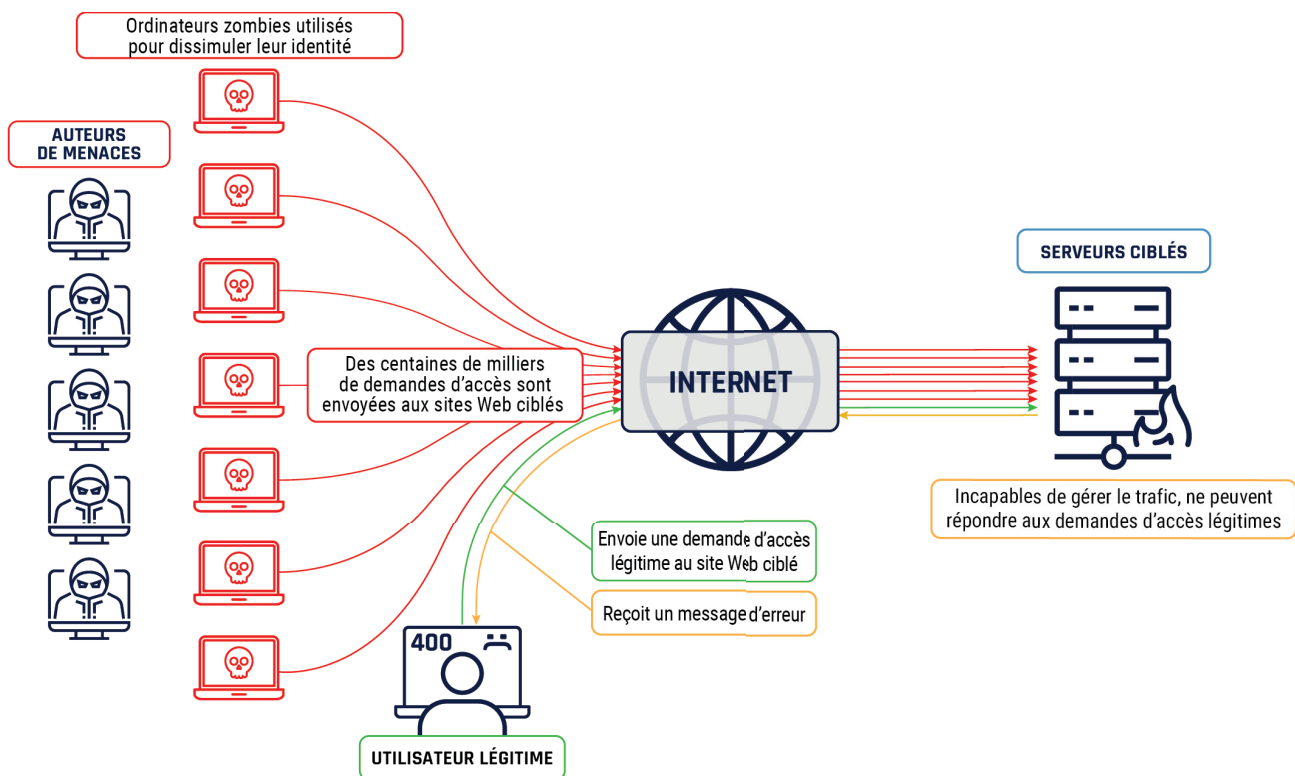 Ordinateurs zombies utilisés
pour dissimuler leur identité
AUTEURS
DE MENACES
SERVEURS CIBLÉS
Des centaines de milliers
de demandes d'accès sont
envoyées aux sites Web ciblés
INTERNET
Incapables de gérer le trafic, ne peuvent
répondre aux demandes d'accès légitimes
Envoie une demande d'accès
légitime au site Web ciblé
Reçoit un message d'erreur
400
UTILISATEUR LÉGITIME